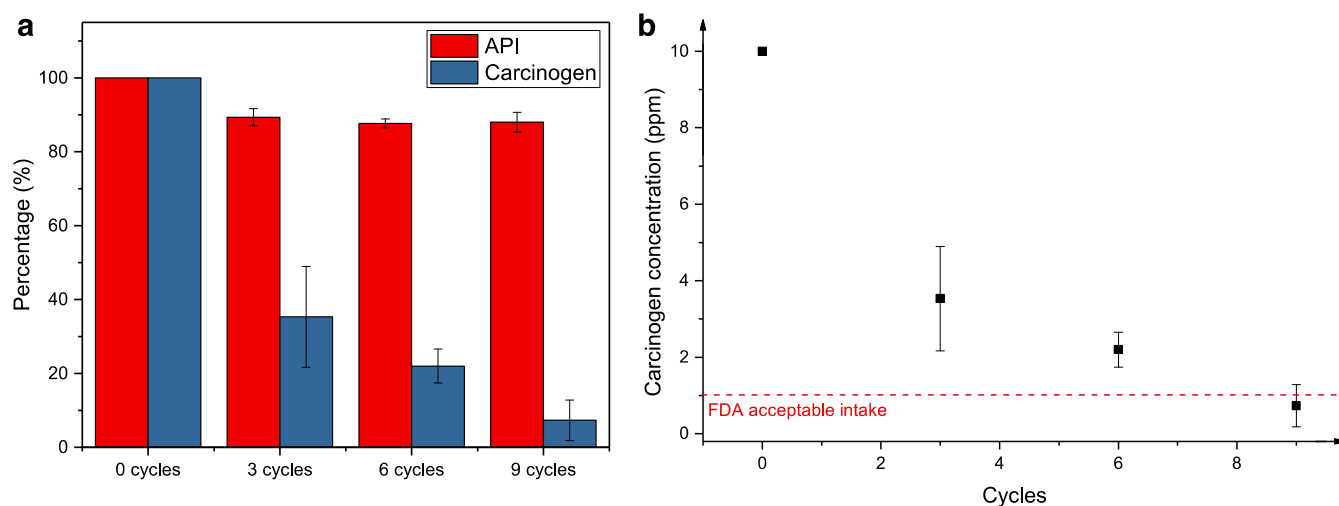 a
API
Carcinogen
Percentage (%)
100
80
60
40
20
0
0 cycles
3 cycles
6 cycles
9 cycles
b
Carcinogen concentration (ppm)
10
8
6
4
2
0
FDA acceptable intake
0
2
4
6
8
Cycles